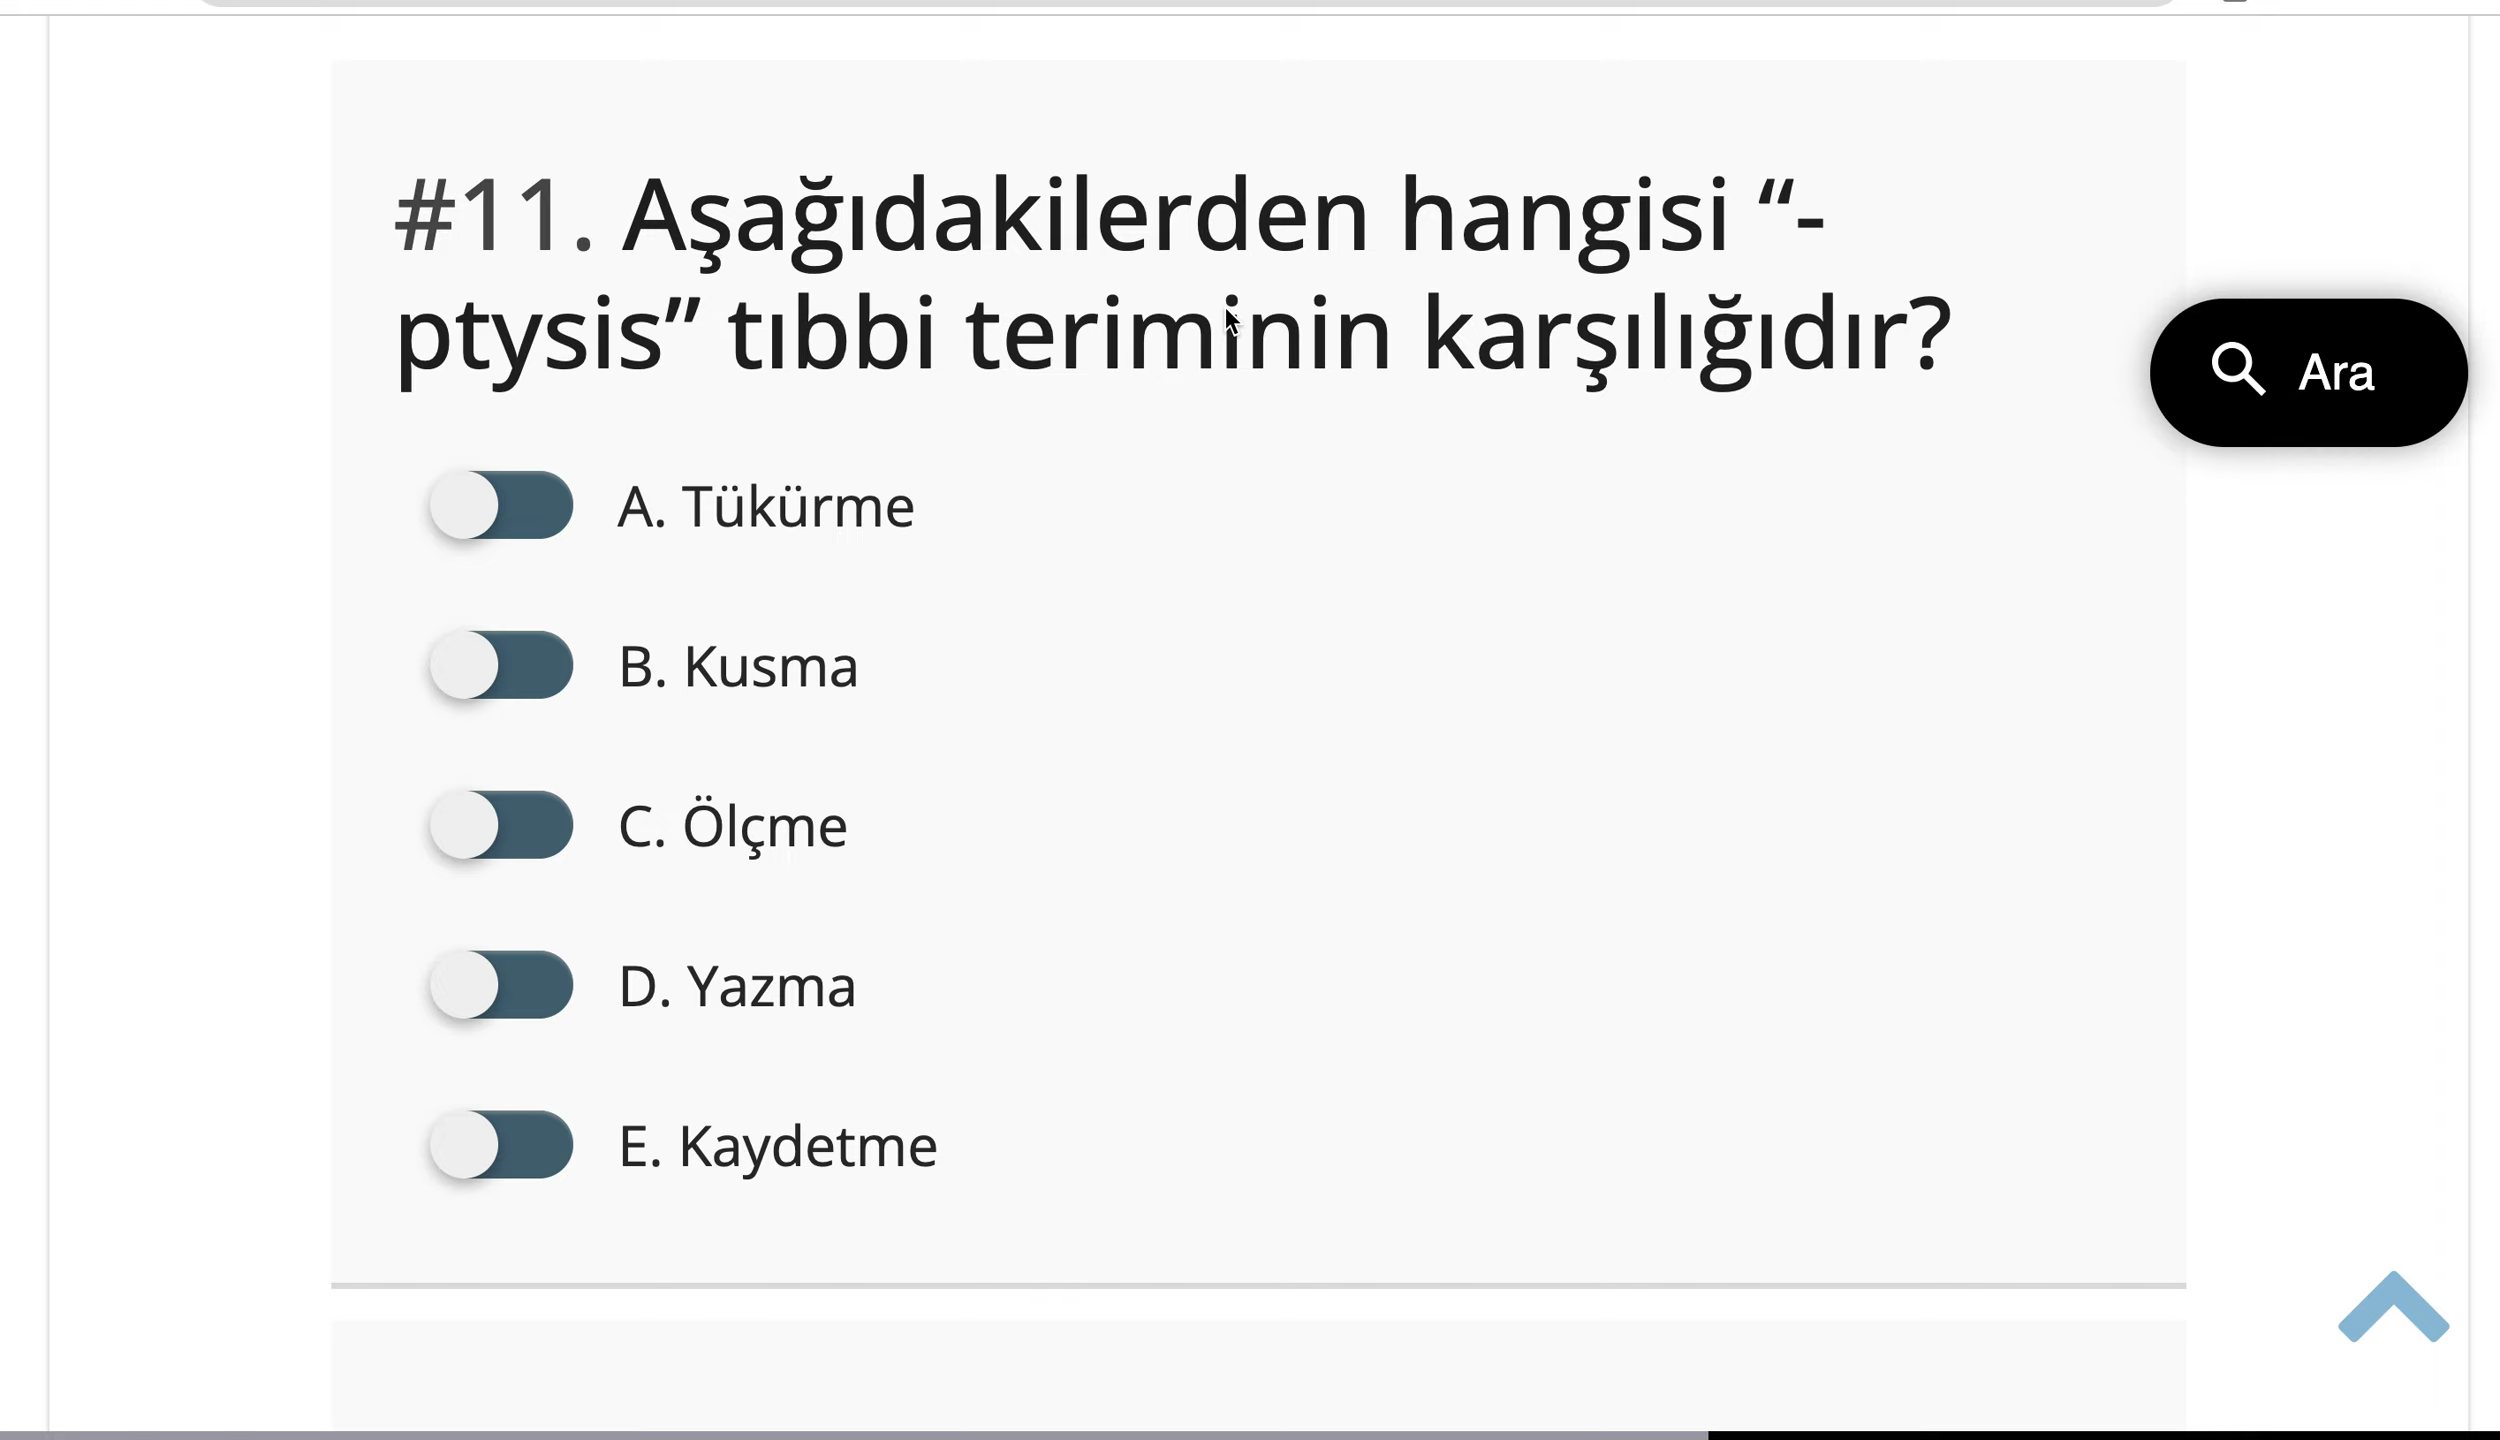 #11. Aşağıdakilerden hangisi “-
ptysis” tıbbi teriminin karşılığıdır?
Ara
A. Tükürme
B. Kusma
C. Ölçme
D. Yazma
E. Kaydetme